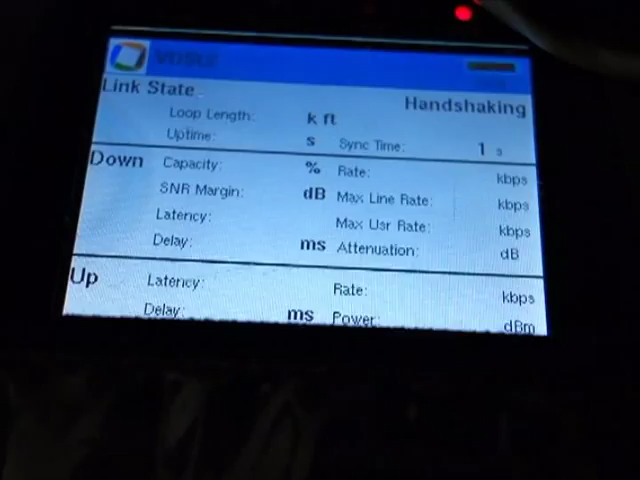 Link State
Handshaking
Loop Length: k ft
Uptime: s Sync Time: 1 s
Down Capacity: % Rate: kbps
SNR Margin: dB Max Line Rate: kbps
Latency: Max Usr Rate: kbps
Delay: ms Attenuation: dB
Up Latency: Rate: kbps
Delay: ms Power: dBm